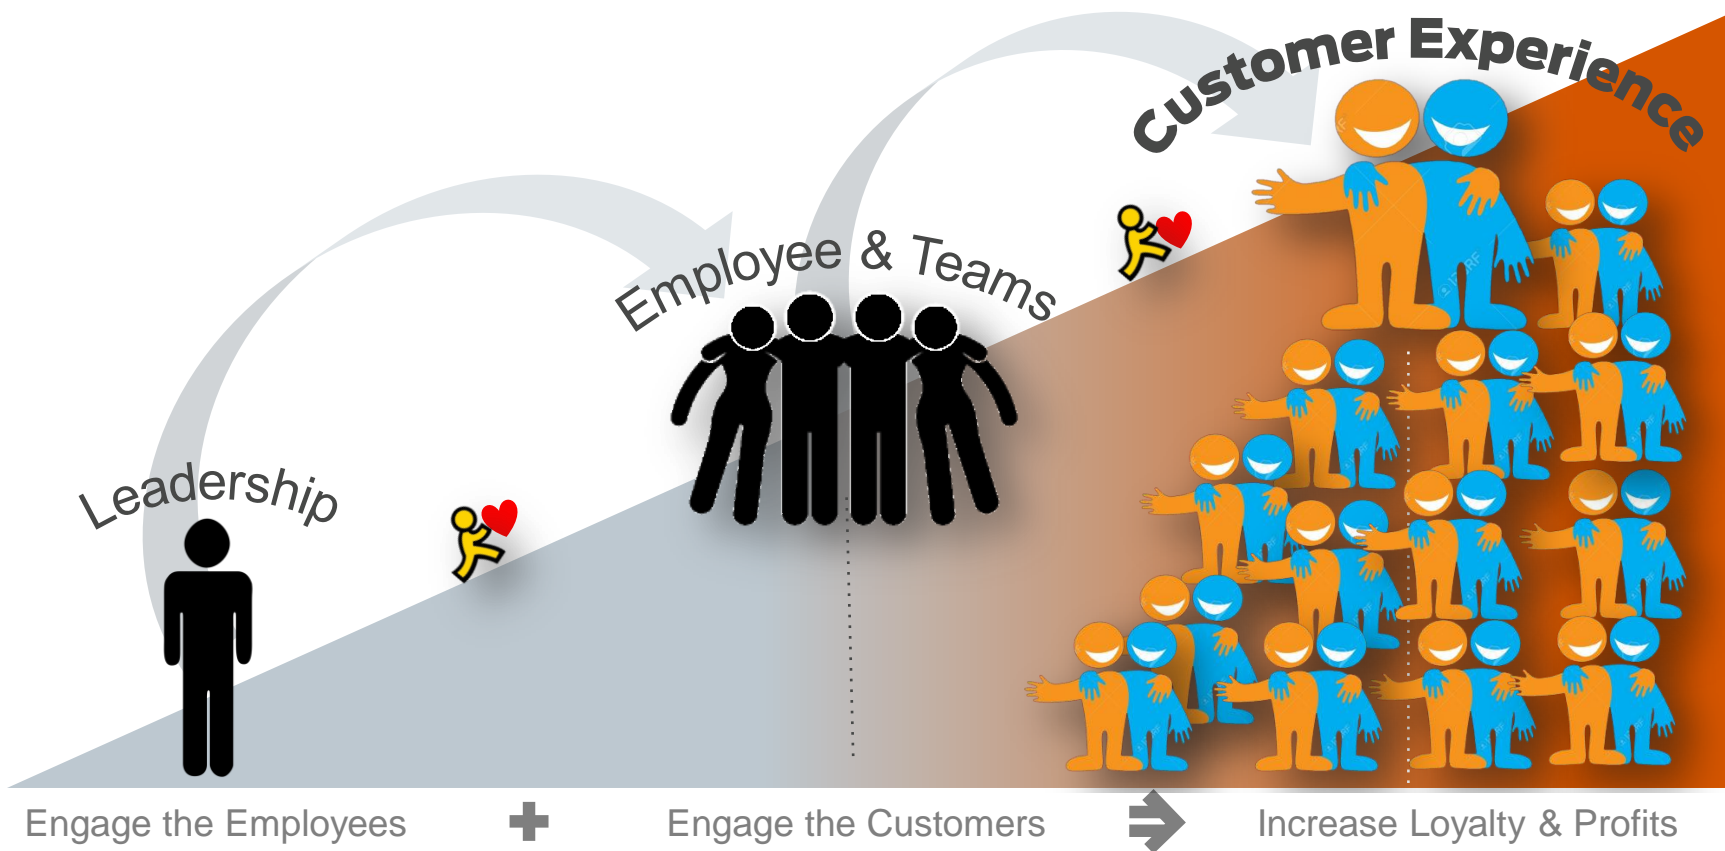 Customer Experience
Employee & Teams
Leadership
Engage the Employees + Engage the Customers Increase Loyalty & Profits